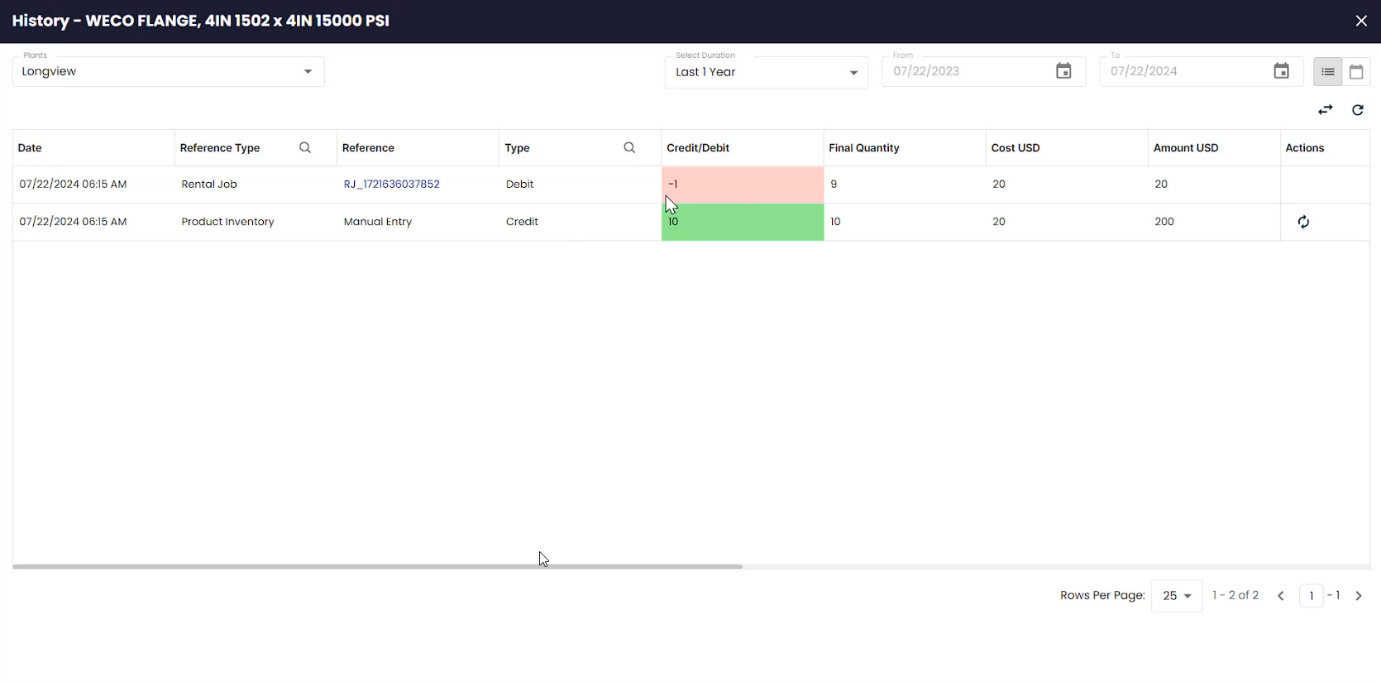 History - WECO FLANGE, 4IN 1502 x 4IN 15000 PSI
Plants
Longview
Select Duration
Last 1 Year
From
07/22/2023
To
07/22/2024
Date Reference Type Reference Type Credit/Debit Final Quantity Cost USD Amount USD Actions
07/22/2024 06:15 AM Rental Job RJ_1721636037852 Debit -1 9 20 20
07/22/2024 06:15 AM Product Inventory Manual Entry Credit 10 10 20 200
Rows Per Page: 25 1 - 2 of 2 1 - 1